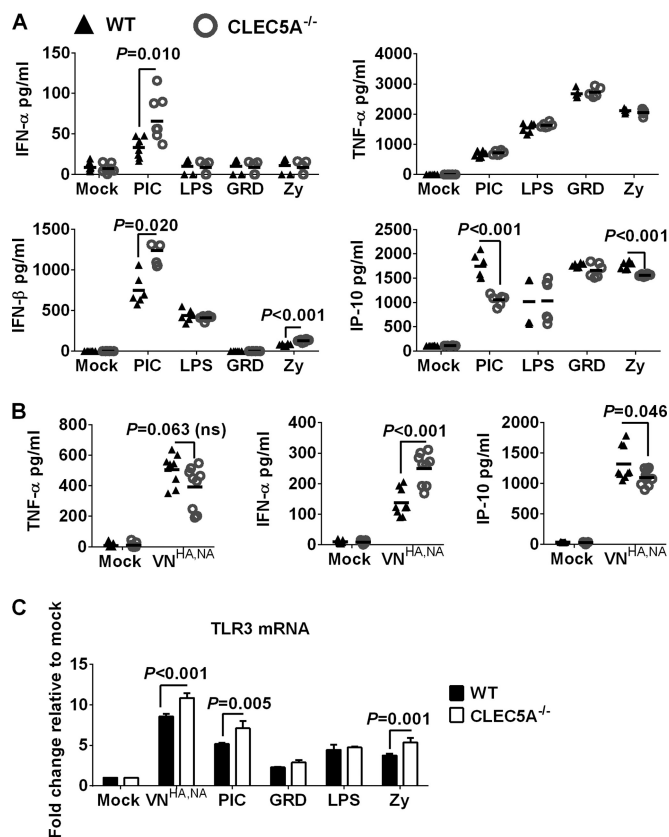 A
WT
CLEC5A-/-
IFN-α pg/ml
150
100
50
0
P=0.010
Mock PIC LPS GRD Zy
TNF-α pg/ml
4000
3000
2000
1000
0
Mock PIC LPS GRD Zy
IFN-β pg/ml
1500
1000
500
0
P=0.020
P<0.001
Mock PIC LPS GRD Zy
IP-10 pg/ml
2500
2000
1500
1000
500
0
P<0.001
P<0.001
Mock PIC LPS GRD Zy
B
TNF-α pg/ml
800
600
400
200
0
P=0.063 (ns)
Mock VNHA,NA
IFN-α pg/ml
400
300
200
100
0
P<0.001
Mock VNHA,NA
IP-10 pg/ml
2000
1500
1000
500
0
P=0.046
Mock VNHA,NA
C
TLR3 mRNA
Fold change relative to mock
15
10
5
0
P<0.001
P=0.005
P=0.001
Mock VNHA,NA PIC GRD LPS Zy
WT
CLEC5A-/-